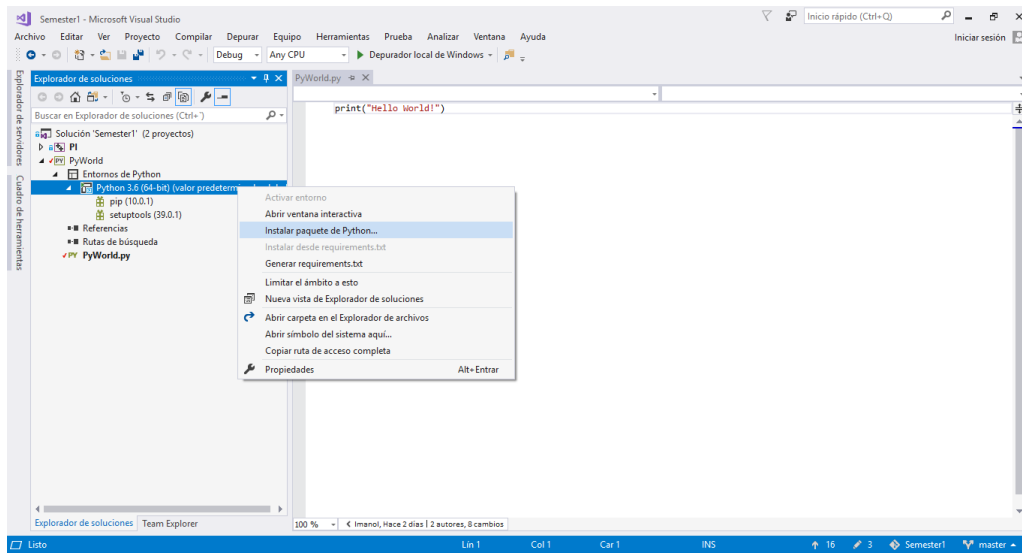 Semester1 - Microsoft Visual Studio
Inicio rápido (Ctrl+Q)
Archivo Editar Ver Proyecto Compilar Depurar Equipo Herramientas Prueba Analizar Ventana Ayuda
Iniciar sesión
Debug Any CPU Depurador local de Windows
Explorador de servidores
Cuadro de herramientas
Explorador de soluciones
Buscar en Explorador de soluciones (Ctrl+¨)
Solución 'Semester1' (2 proyectos)
PI
PyWorld
Entornos de Python
Python 3.6 (64-bit) (valor predetermin
pip (10.0.1)
setuptools (39.0.1)
Referencias
Rutas de búsqueda
PyWorld.py
Explorador de soluciones Team Explorer
PyWorld.py
print("Hello World!")
Activar entorno
Abrir ventana interactiva
Instalar paquete de Python...
Instalar desde requirements.txt
Generar requirements.txt
Limitar el ámbito a esto
Nueva vista de Explorador de soluciones
Abrir carpeta en el Explorador de archivos
Abrir símbolo del sistema aquí...
Copiar ruta de acceso completa
Propiedades Alt+Entrar
100 % Imanol, Hace 2 días | 2 autores, 8 cambios
Listo Lín 1 Col 1 Car 1 INS 16 3 Semester1 master